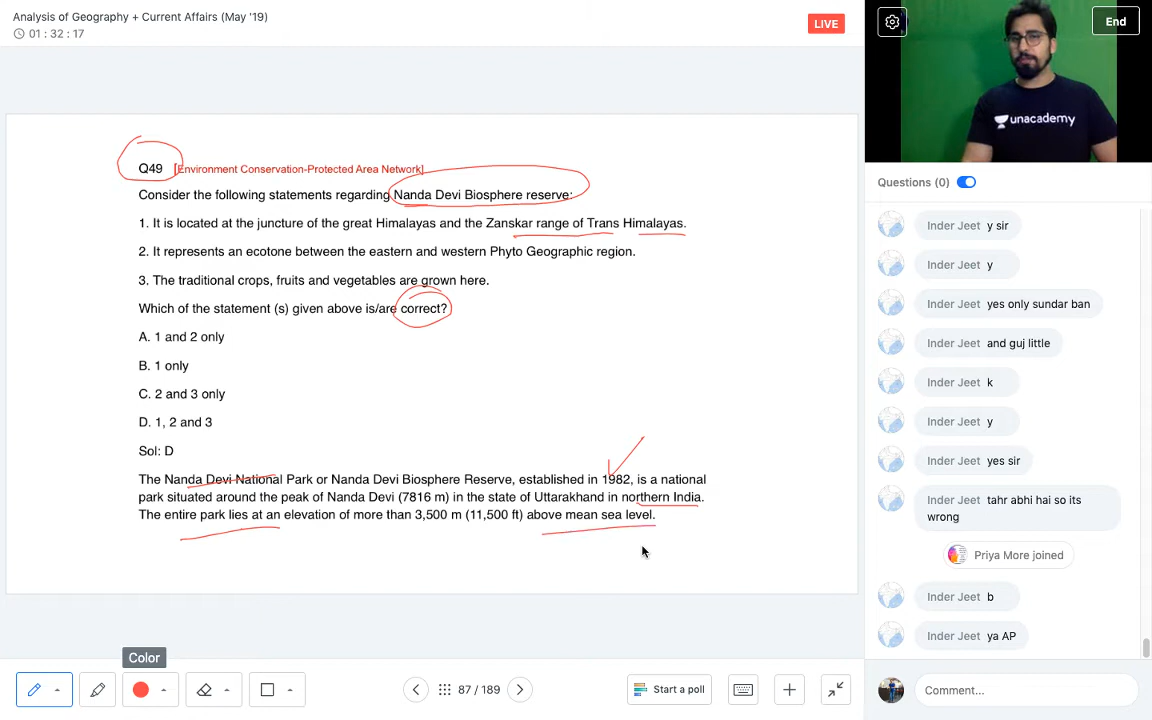 Analysis of Geography + Current Affairs (May '19)
01 : 32 : 17
LIVE
End
unacademy
Questions (0)
Q49 [Environment Conservation-Protected Area Network]
Consider the following statements regarding Nanda Devi Biosphere reserve:
1. It is located at the juncture of the great Himalayas and the Zanskar range of Trans Himalayas.
2. It represents an ecotone between the eastern and western Phyto Geographic region.
3. The traditional crops, fruits and vegetables are grown here.
Which of the statement (s) given above is/are correct?
A. 1 and 2 only
B. 1 only
C. 2 and 3 only
D. 1, 2 and 3
Sol: D
The Nanda Devi National Park or Nanda Devi Biosphere Reserve, established in 1982, is a national
park situated around the peak of Nanda Devi (7816 m) in the state of Uttarakhand in northern India.
The entire park lies at an elevation of more than 3,500 m (11,500 ft) above mean sea level.
Inder Jeet y sir
Inder Jeet y
Inder Jeet yes only sundar ban
Inder Jeet and guj little
Inder Jeet k
Inder Jeet y
Inder Jeet yes sir
Inder Jeet tahr abhi hai so its
wrong
Priya More joined
Inder Jeet b
Inder Jeet ya AP
Color
87 / 189
Start a poll
Comment...